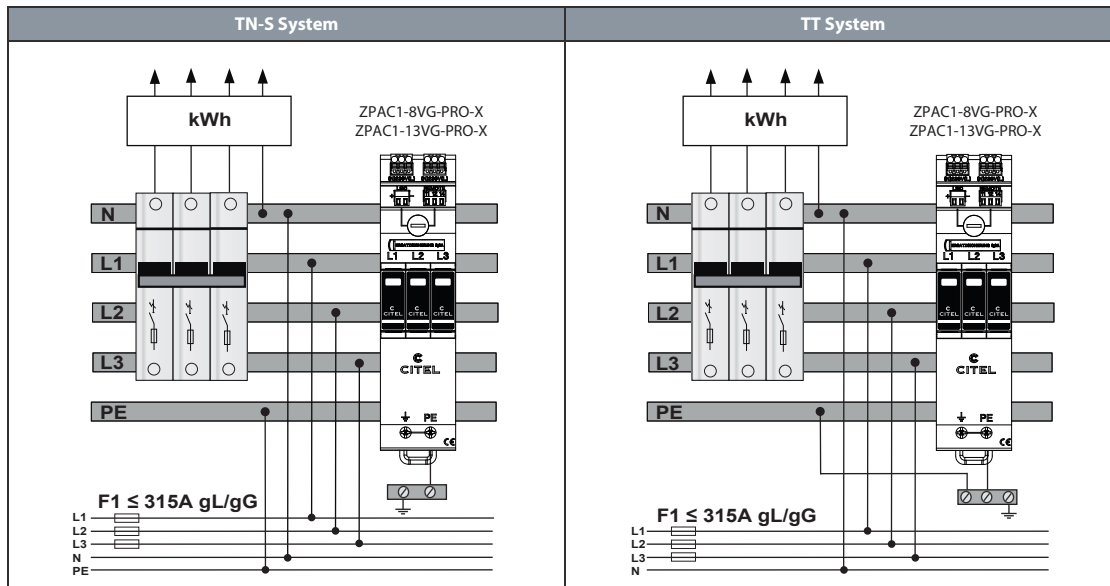 TN-S System
kWh
ZPAC1-8VG-PRO-X
ZPAC1-13VG-PRO-X
N
L1 L2 L3
L1
L2
CITEL CITEL CITEL
L3
C
CITEL
PE
PE
CE
F1 ≤ 315A gL/gG
L1
L2
L3
N
PE
TT System
kWh
ZPAC1-8VG-PRO-X
ZPAC1-13VG-PRO-X
N
L1 L2 L3
L1
L2
CITEL CITEL CITEL
L3
C
CITEL
PE
PE
CE
F1 ≤ 315A gL/gG
L1
L2
L3
N